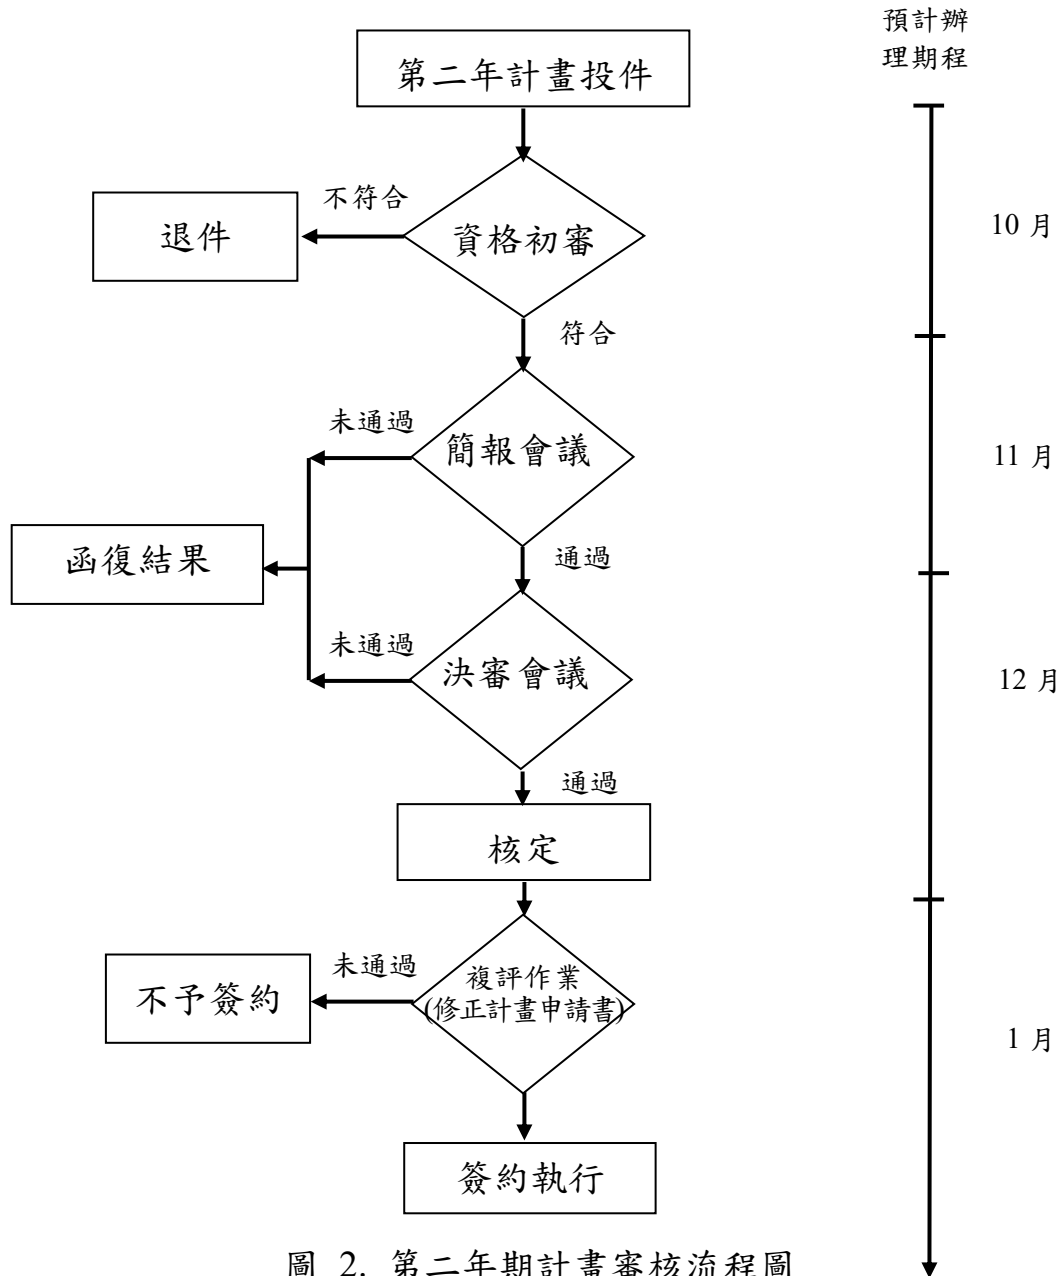 預計辦
理期程
第二年計畫投件
不符合
退件
資格初審
10 月
符合
未通過
簡報會議
11 月
通過
函復結果
未通過
決審會議
12 月
通過
核定
未通過
複評作業
(修正計畫申請書)
不予簽約
1 月
簽約執行
圖 2. 第二年期計畫審核流程圖